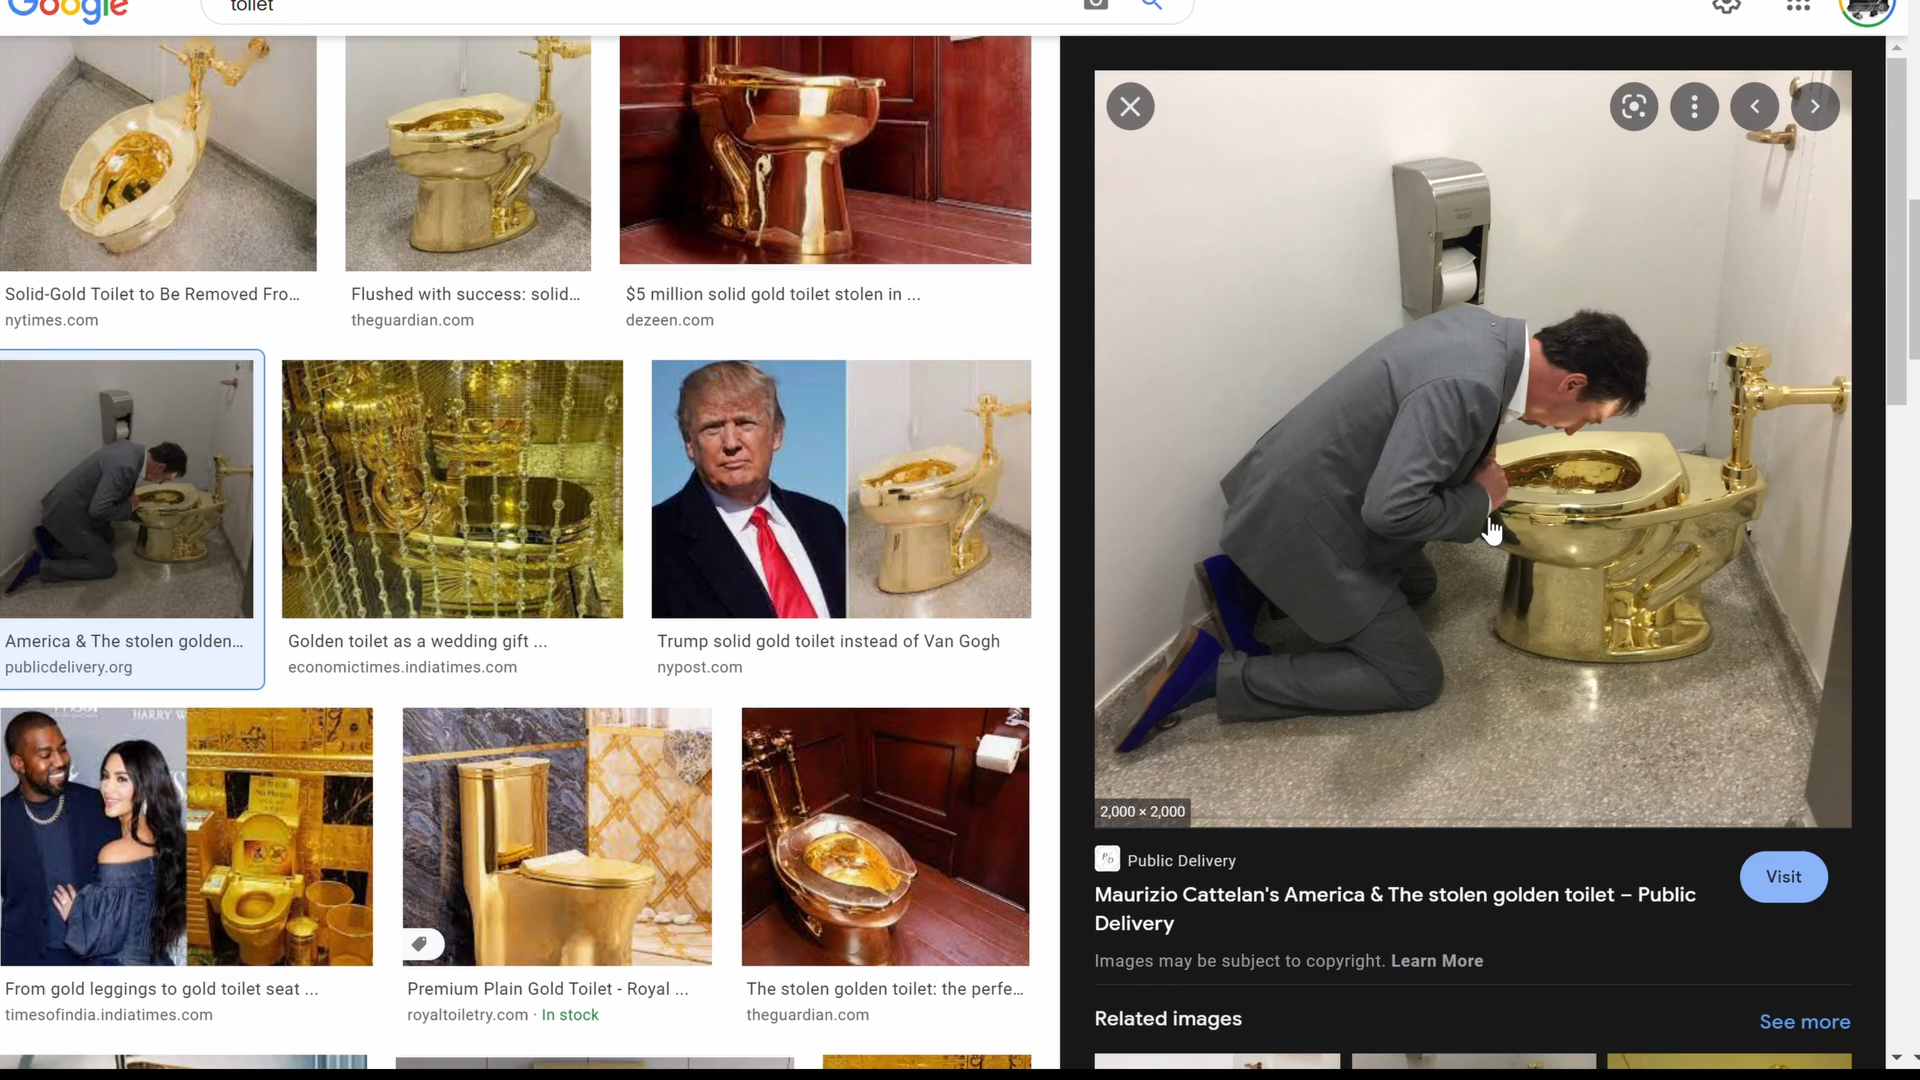 Google
toilet
Solid-Gold Toilet to Be Removed Fro...
nytimes.com
Flushed with success: solid...
theguardian.com
$5 million solid gold toilet stolen in ...
dezeen.com
America & The stolen golden...
publicdelivery.org
Golden toilet as a wedding gift ...
economictimes.indiatimes.com
Trump solid gold toilet instead of Van Gogh
nypost.com
HARRY W
From gold leggings to gold toilet seat ...
timesofindia.indiatimes.com
Premium Plain Gold Toilet - Royal ...
royaltoiletry.com · In stock
The stolen golden toilet: the perfe...
theguardian.com
2,000 × 2,000
P/D
Public Delivery
Visit
Maurizio Cattelan's America & The stolen golden toilet – Public
Delivery
Images may be subject to copyright. Learn More
Related images
See more